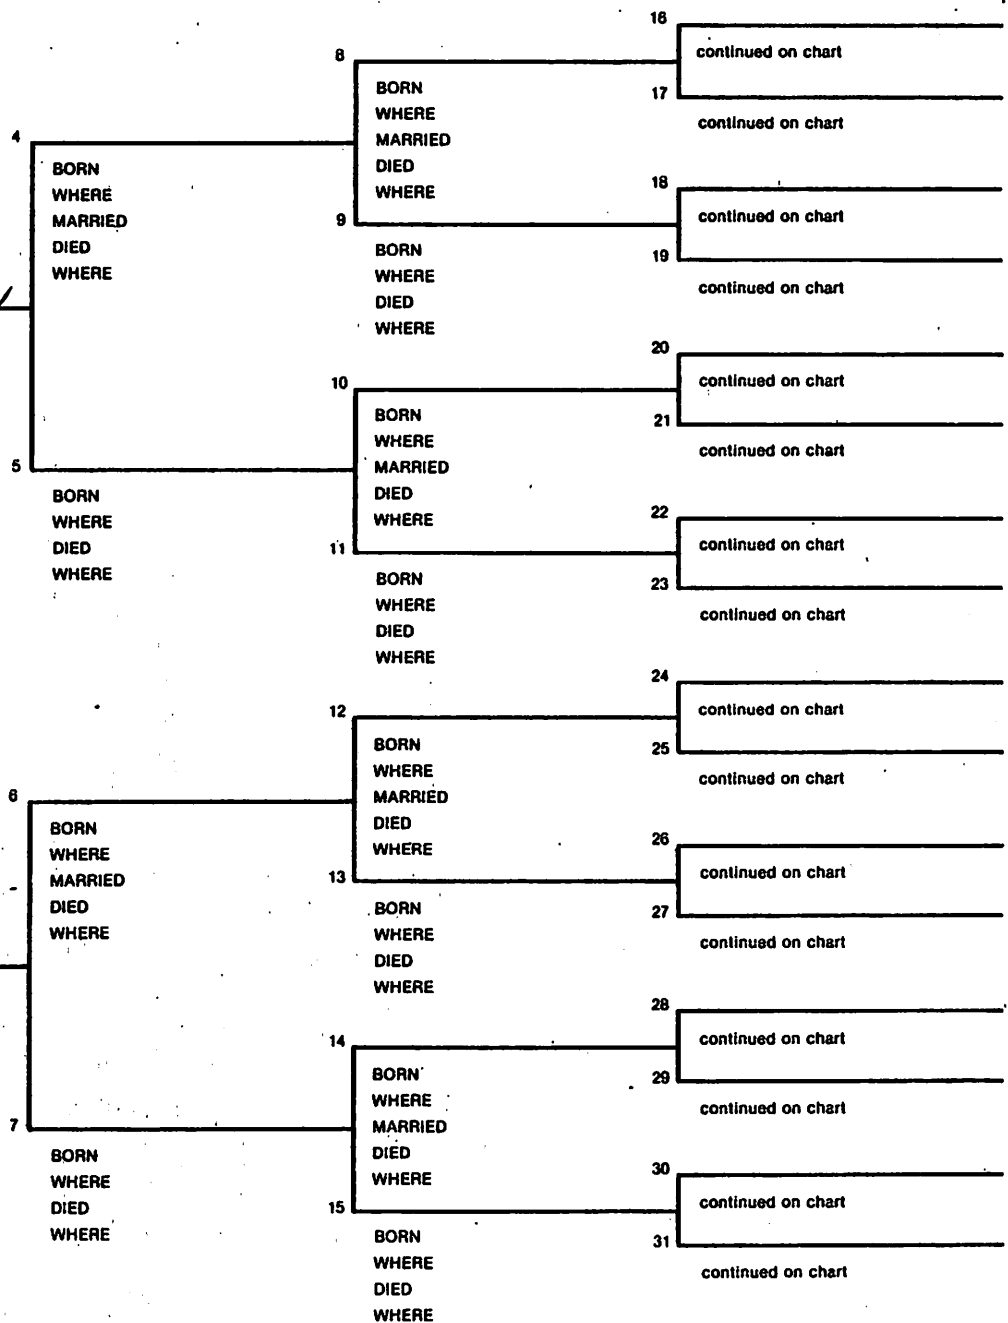 16
continued on chart
8
BORN
WHERE
MARRIED
DIED
WHERE
17
continued on chart
4
BORN
WHERE
MARRIED
DIED
WHERE
18
continued on chart
9
BORN
WHERE
DIED
WHERE
19
continued on chart
20
continued on chart
10
BORN
WHERE
MARRIED
DIED
WHERE
21
continued on chart
5
BORN
WHERE
DIED
WHERE
22
continued on chart
11
BORN
WHERE
DIED
WHERE
23
continued on chart
24
continued on chart
12
BORN
WHERE
MARRIED
DIED
WHERE
25
continued on chart
6
BORN
WHERE
MARRIED
DIED
WHERE
26
continued on chart
13
BORN
WHERE
DIED
WHERE
27
continued on chart
28
continued on chart
14
BORN
WHERE
MARRIED
DIED
WHERE
29
continued on chart
7
BORN
WHERE
DIED
WHERE
30
continued on chart
15
BORN
WHERE
DIED
WHERE
31
continued on chart